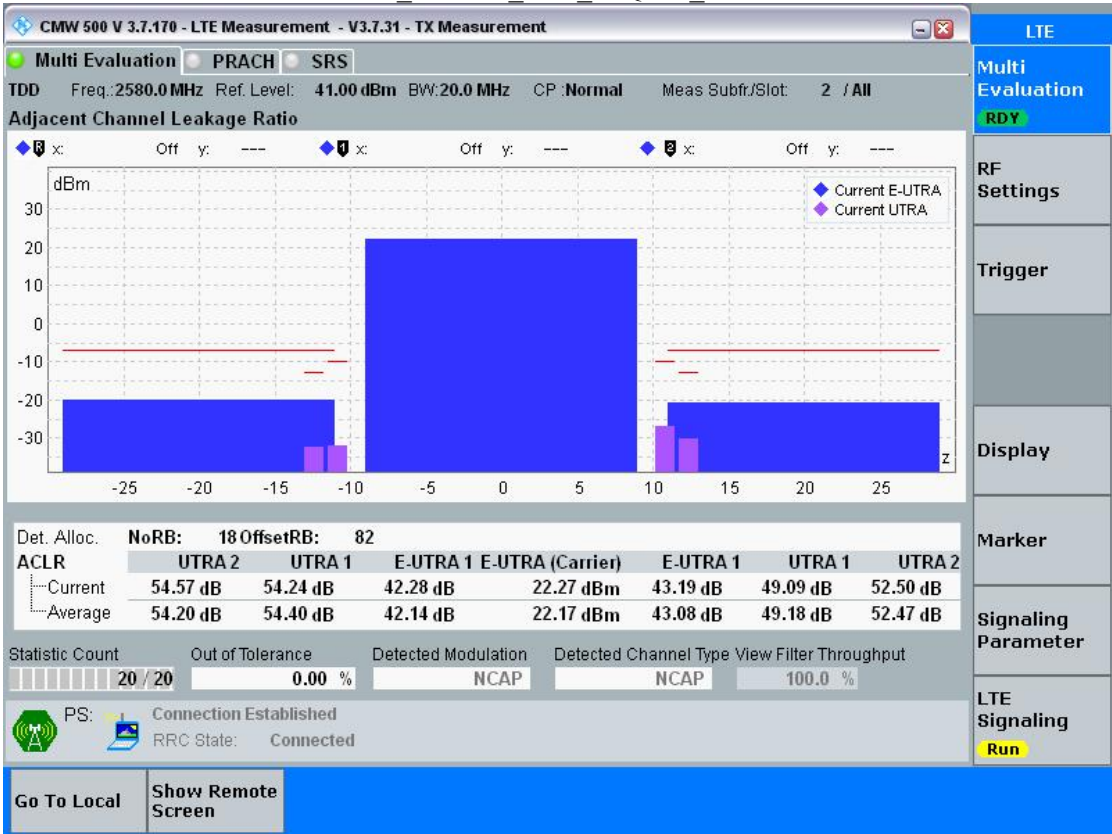 CMW 500 V 3.7.170 - LTE Measurement - V3.7.31 - TX Measurement
LTE
Multi Evaluation PRACH SRS
Multi Evaluation
RDY
TDD Freq.:2580.0 MHz Ref. Level: 41.00 dBm BW:20.0 MHz CP :Normal Meas Subfr./Slot: 2 / All
Adjacent Channel Leakage Ratio
R x: Off y: --- 1 x: Off y: --- 2 x: Off y: ---
dBm
Current E-UTRA
Current UTRA
30
20
10
0
-10
-20
-30
z
-25 -20 -15 -10 -5 0 5 10 15 20 25
RF
Settings
Trigger
Display
Marker
Signaling
Parameter
LTE
Signaling
Run
Det. Alloc. NoRB: 18 OffsetRB: 82
ACLR UTRA 2 UTRA 1 E-UTRA 1 E-UTRA (Carrier) E-UTRA 1 UTRA 1 UTRA 2
Current 54.57 dB 54.24 dB 42.28 dB 22.27 dBm 43.19 dB 49.09 dB 52.50 dB
Average 54.20 dB 54.40 dB 42.14 dB 22.17 dBm 43.08 dB 49.18 dB 52.47 dB
Statistic Count Out of Tolerance Detected Modulation Detected Channel Type View Filter Throughput
20 / 20 0.00 % NCAP NCAP 100.0 %
PS: Connection Established
RRC State: Connected
Go To Local
Show Remote
Screen